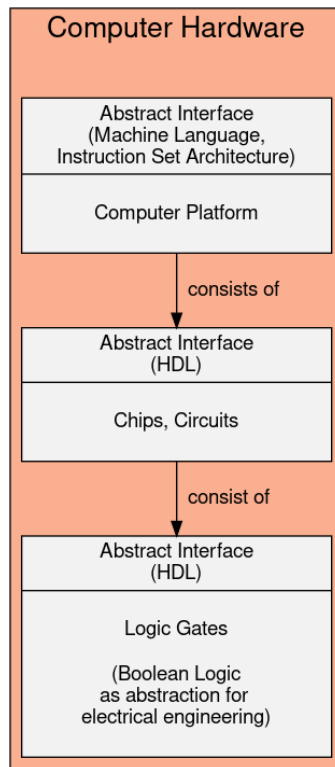 Computer Hardware
Abstract Interface
(Machine Language,
Instruction Set Architecture)
Computer Platform
consists of
Abstract Interface
(HDL)
Chips, Circuits
consist of
Abstract Interface
(HDL)
Logic Gates
(Boolean Logic
as abstraction for
electrical engineering)